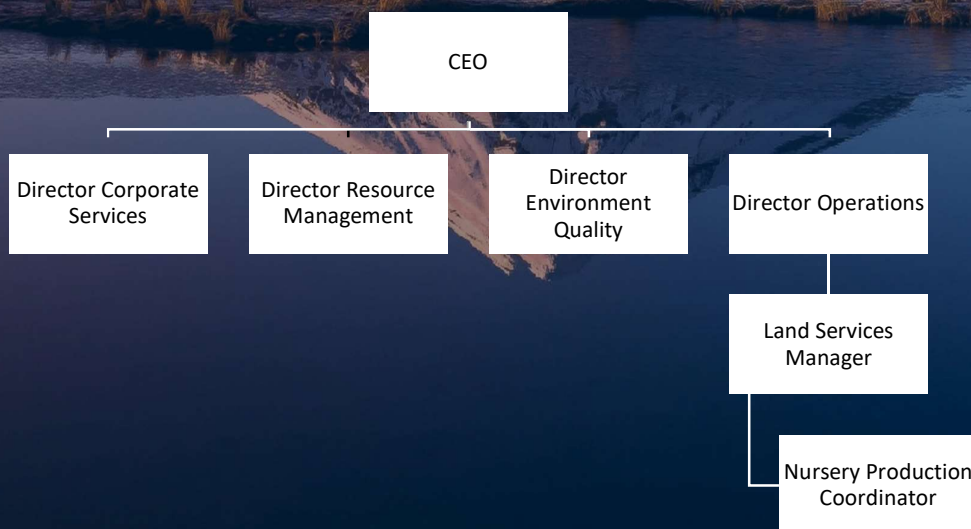 CEO
Director Corporate
Services
Director Resource
Management
Director
Environment
Quality
Director Operations
Land Services
Manager
Nursery Production
Coordinator